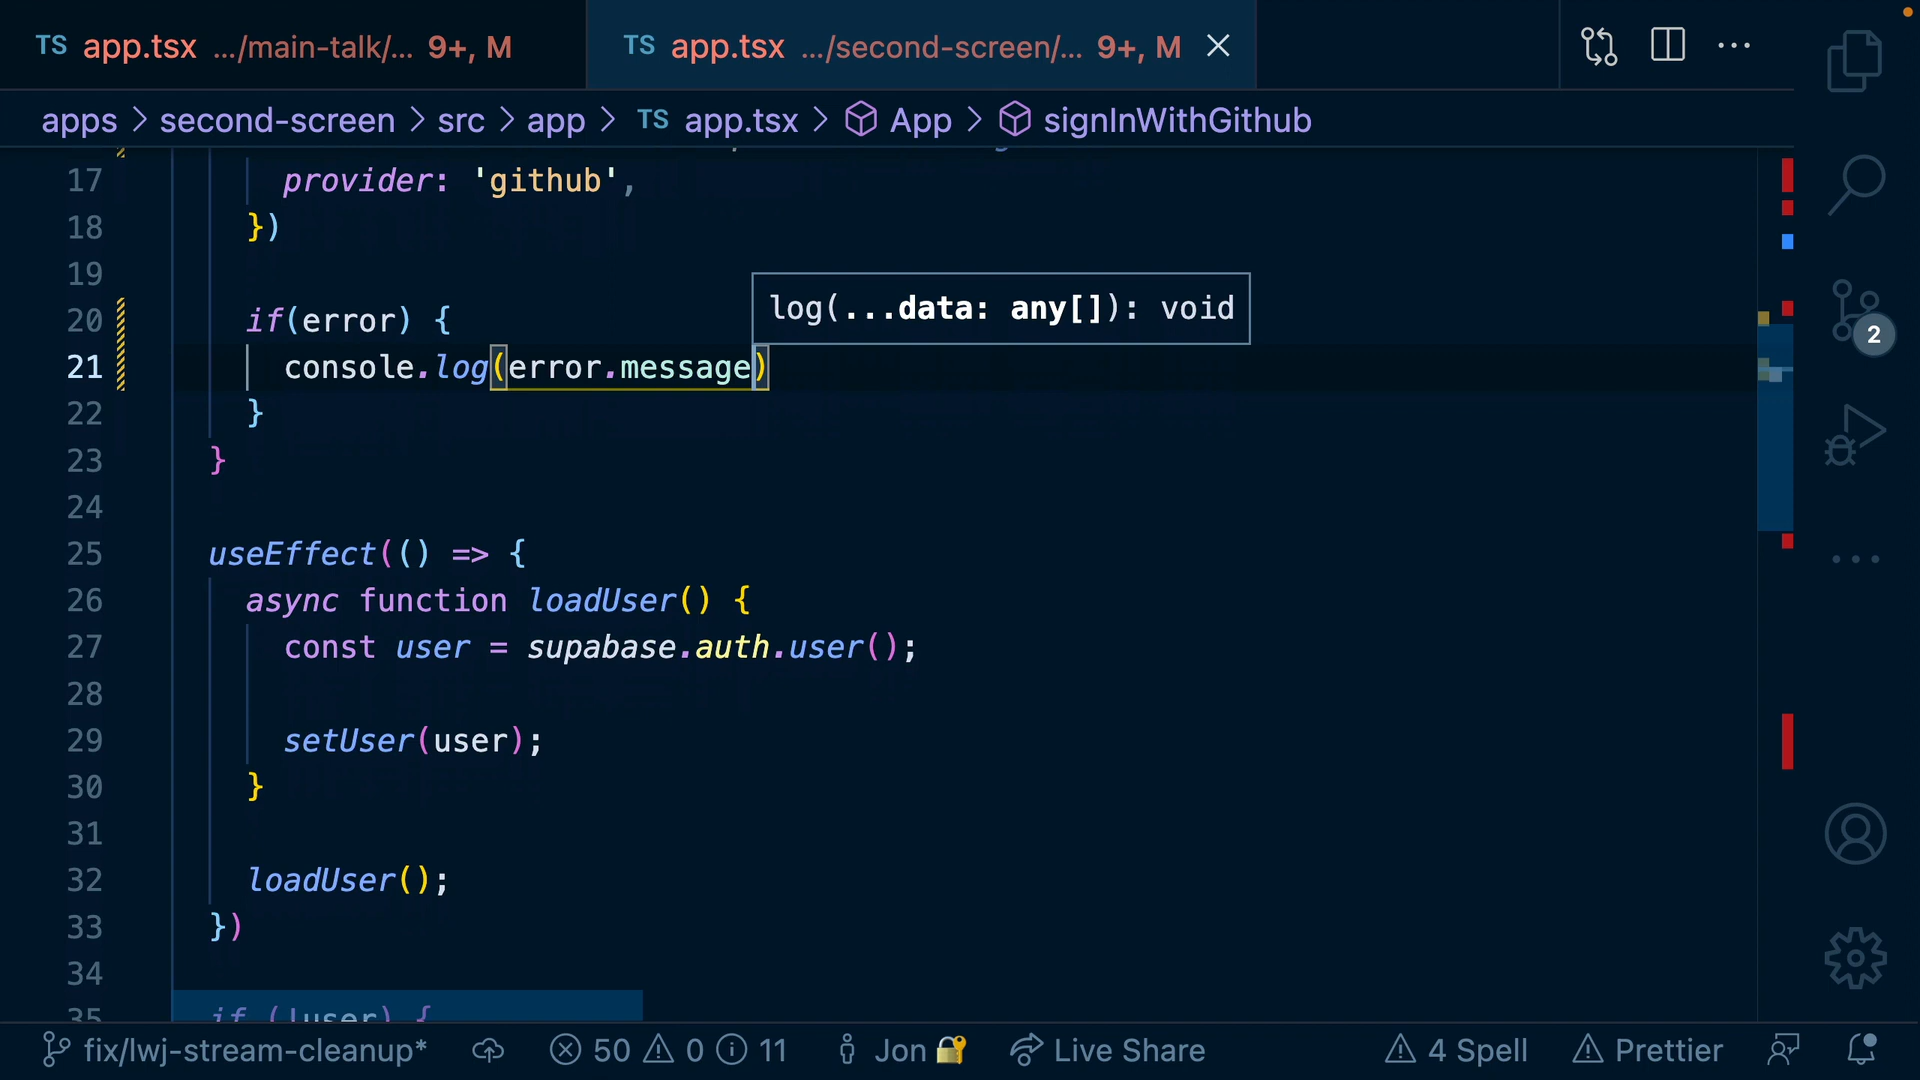 TS app.tsx .../main-talk/... 9+, M TS app.tsx .../second-screen/... 9+, M
apps > second-screen > src > app > TS app.tsx > App > signInWithGithub
17 provider: 'github',
18 })
19
20 if(error) {
log(...data: any[]): void
21 console.log(error.message)
22 }
23 }
24
25 useEffect(() => {
26 async function loadUser() {
27 const user = supabase.auth.user();
28
29 setUser(user);
30 }
31
32 loadUser();
33 })
34
35 if (!user) {
2
fix/lwj-stream-cleanup* 50 0 11 Jon Live Share 4 Spell Prettier